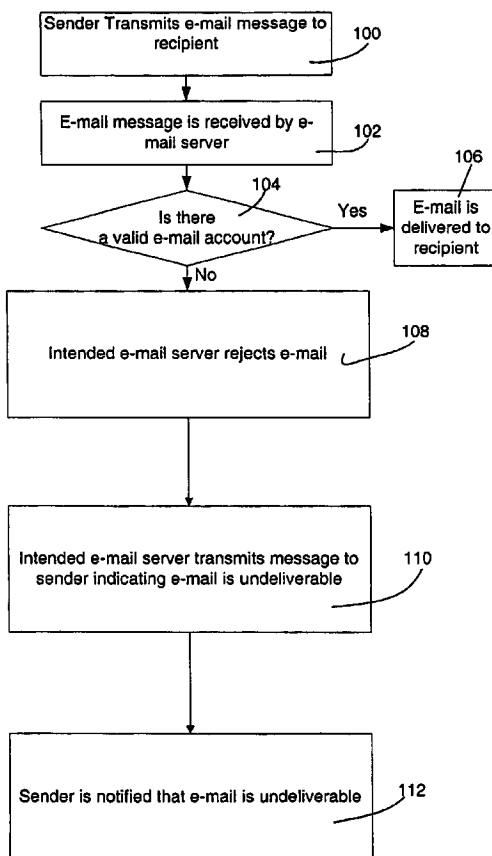 Sender Transmits e-mail message to
recipient
100
E-mail message is received by e-
mail server
102
104
Is there
a valid e-mail account?
Yes
106
E-mail is
delivered to
recipient
No
Intended e-mail server rejects e-mail
108
Intended e-mail server transmits message to
sender indicating e-mail is undeliverable
110
Sender is notified that e-mail is undeliverable
112